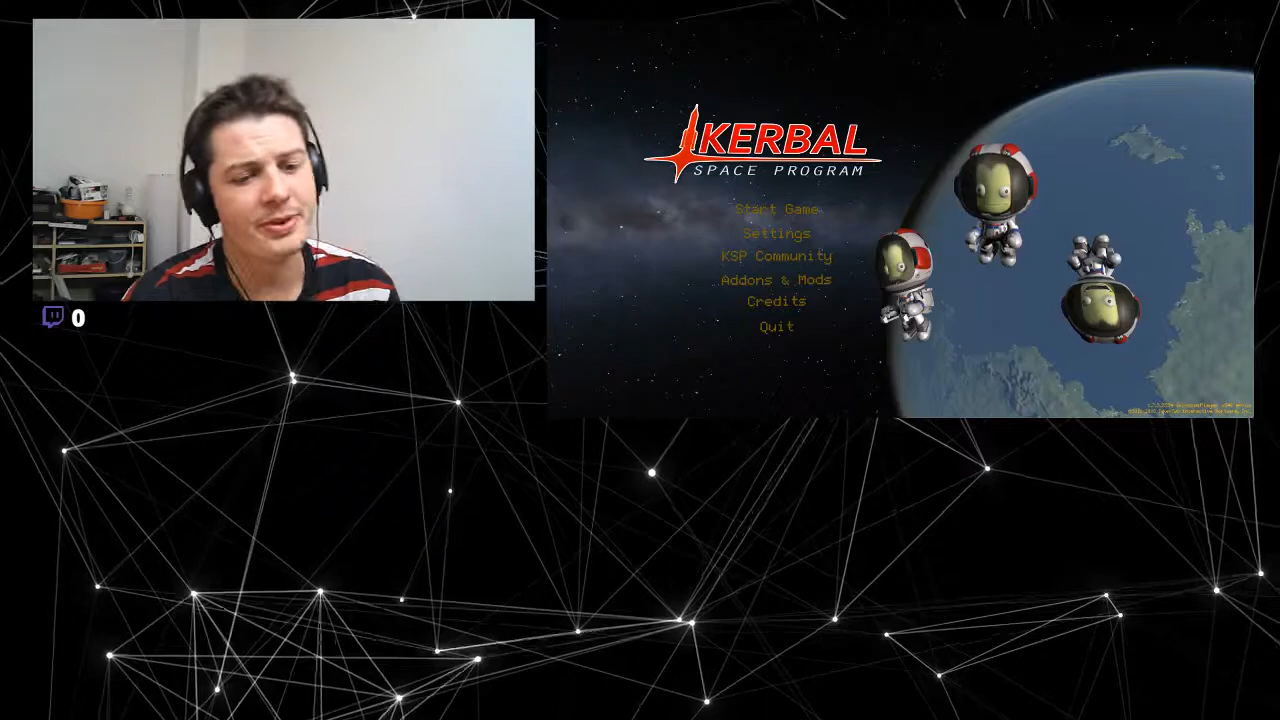 KERBAL
SPACE PROGRAM
Start Game
Settings
KSP Community
Addons & Mods
Credits
Quit
0